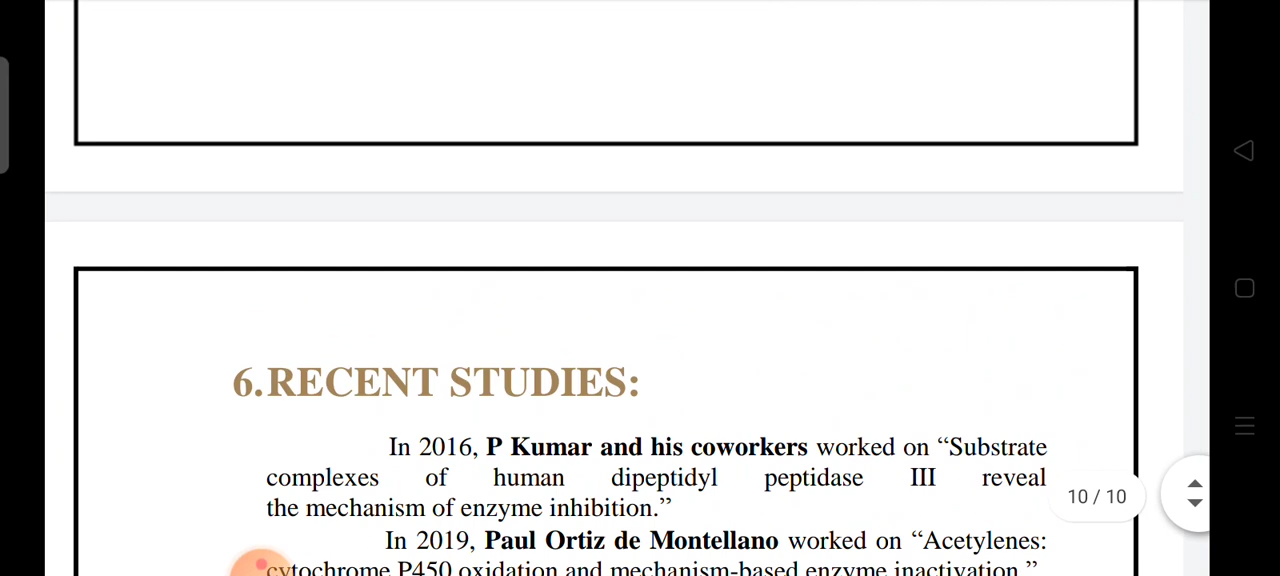 6.RECENT STUDIES:
In 2016, P Kumar and his coworkers worked on “Substrate
complexes of human dipeptidyl peptidase III reveal
the mechanism of enzyme inhibition.”
10 / 10
In 2019, Paul Ortiz de Montellano worked on “Acetylenes:
cytochrome P450 oxidation and mechanism-based enzyme inactivation.”